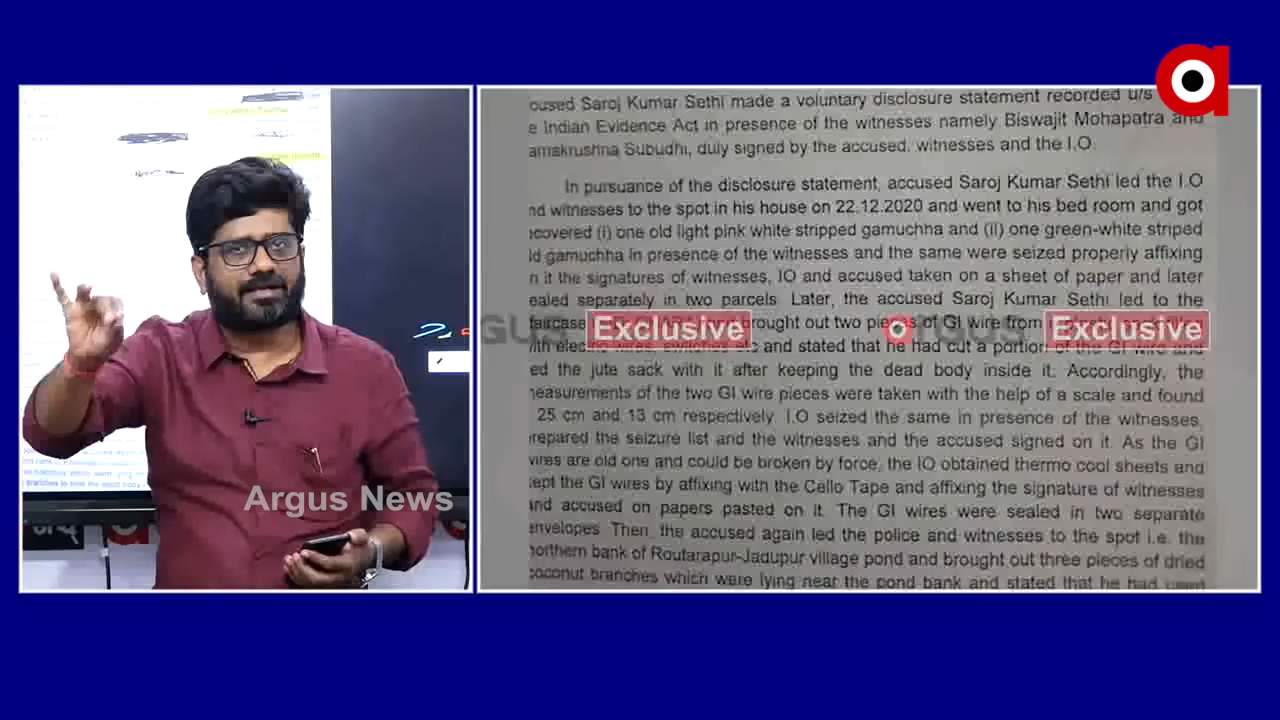 oused Saroj Kumar Sethi made a voluntary disclosure statement recorded u/s
e Indian Evidence Act in presence of the witnesses namely Biswajit Mohapatra and
amakrushna Subudhi, duly signed by the accused, witnesses and the I.O.
In pursuance of the disclosure statement, accused Saroj Kumar Sethi led the I.O
nd witnesses to the spot in his house on 22.12.2020 and went to his bed room and got
ecovered (i) one old light pink white stripped gamuchha and (ii) one green-white striped
ld gamuchha in presence of the witnesses and the same were seized properly affixing
n it the signatures of witnesses, IO and accused taken on a sheet of paper and later
ealed separately in two parcels. Later, the accused Saroj Kumar Sethi led to the
taircase brought out two pieces of GI wire from
ith electric wires, switches etc and stated that he had cut a portion of the GI wire and
ied the jute sack with it after keeping the dead body inside it. Accordingly, the
neasurements of the two GI wire pieces were taken with the help of a scale and found
25 cm and 13 cm respectively. I.O seized the same in presence of the witnesses,
repared the seizure list and the witnesses and the accused signed on it. As the GI
vires are old one and could be broken by force, the IO obtained thermo cool sheets and
kept the GI wires by affixing with the Cello Tape and affixing the signature of witnesses
and accused on papers pasted on it. The GI wires were sealed in two separate
envelopes. Then, the accused again led the police and witnesses to the spot i.e. the
northern bank of Routarapur-Jadupur village pond and brought out three pieces of dried
coconut branches which were lying near the pond bank and stated that he had used
Exclusive
Exclusive
Argus News